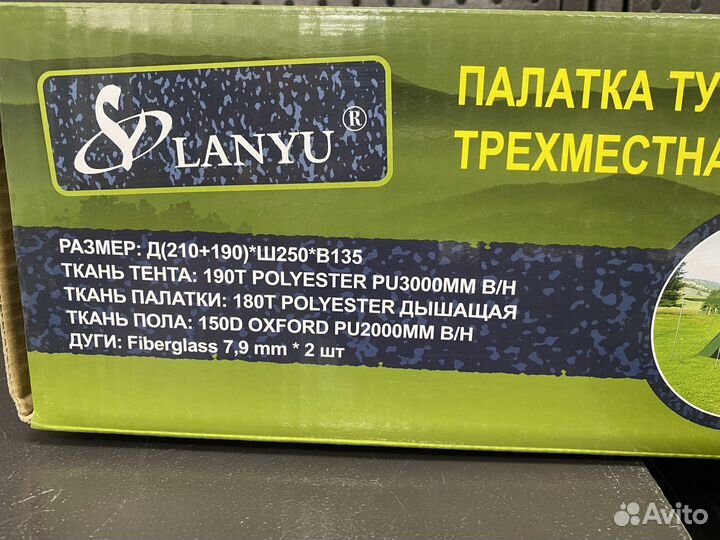 LANYU®
ПАЛАТКА ТУ
ТРЕХМЕСТНА
РАЗМЕР: Д(210+190)*Ш250*В135
ТКАНЬ ТЕНТА: 190T POLYESTER PU3000MM В/Н
ТКАНЬ ПАЛАТКИ: 180T POLYESTER ДЫШАЩАЯ
ТКАНЬ ПОЛА: 150D OXFORD PU2000MM В/Н
ДУГИ: Fiberglass 7,9 mm * 2 шт
Avito